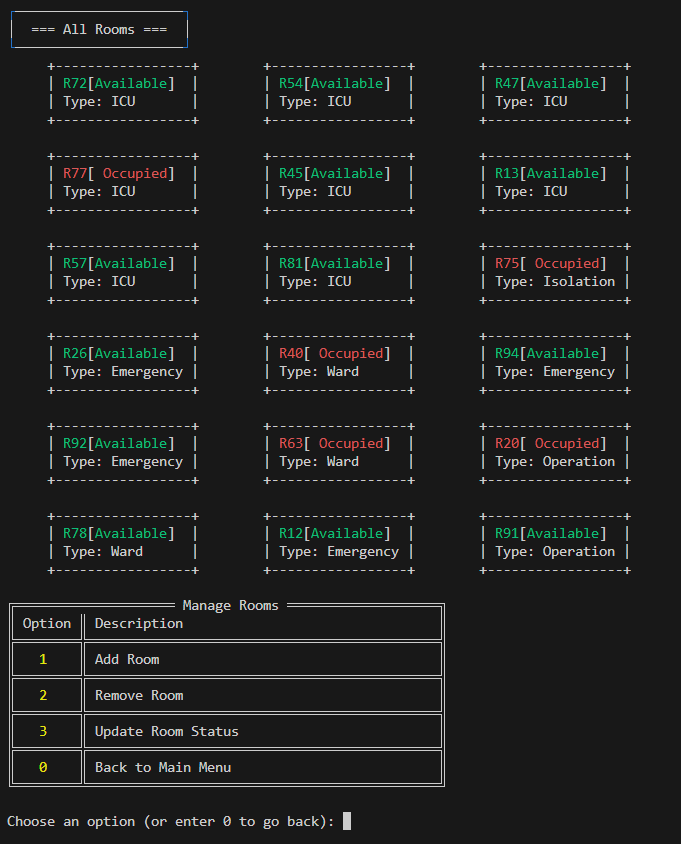 === All Rooms ===
R72[Available] R54[Available] R47[Available]
Type: ICU Type: ICU Type: ICU
R77[ Occupied] R45[Available] R13[Available]
Type: ICU Type: ICU Type: ICU
R57[Available] R81[Available] R75[ Occupied]
Type: ICU Type: ICU Type: Isolation
R26[Available] R40[ Occupied] R94[Available]
Type: Emergency Type: Ward Type: Emergency
R92[Available] R63[ Occupied] R20[ Occupied]
Type: Emergency Type: Ward Type: Operation
R78[Available] R12[Available] R91[Available]
Type: Ward Type: Emergency Type: Operation
Manage Rooms
Option Description
1 Add Room
2 Remove Room
3 Update Room Status
0 Back to Main Menu
Choose an option (or enter 0 to go back):